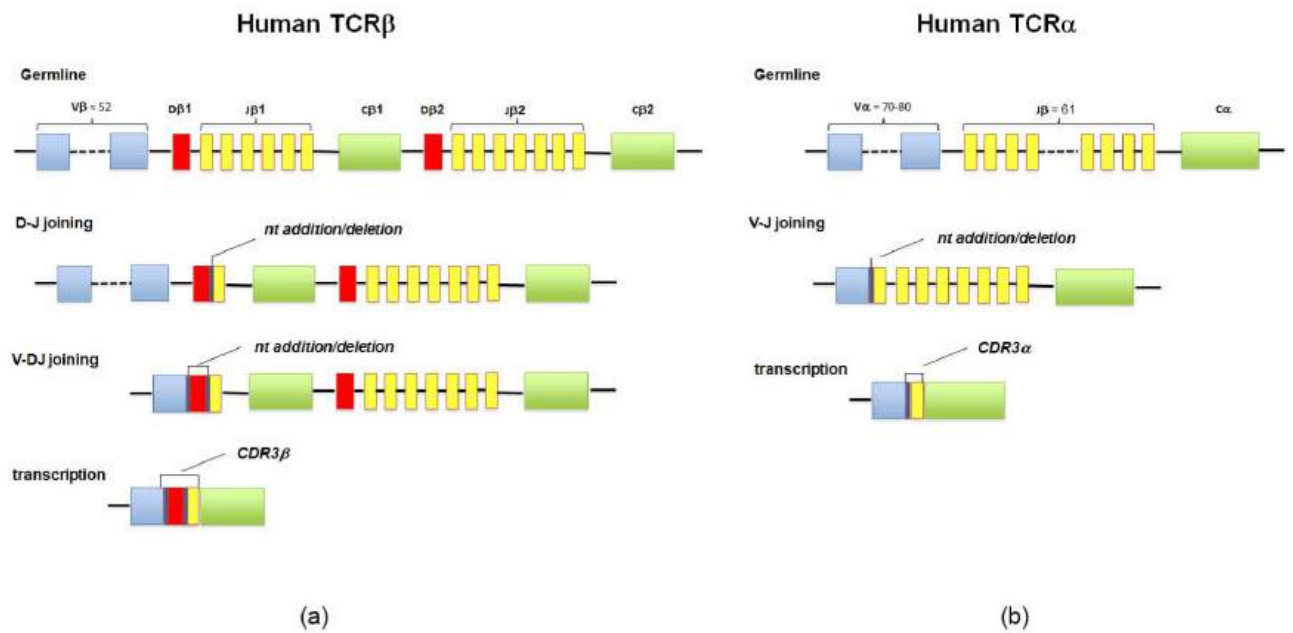 Human TCRβ
Germline
Vβ = 52
Dβ1
Jβ1
Cβ1
Dβ2
Jβ2
Cβ2
D-J joining
nt addition/deletion
V-DJ joining
nt addition/deletion
transcription
CDR3β
(a)
Human TCRα
Germline
Vα = 70-80
Jβ = 61
Cα
V-J joining
nt addition/deletion
transcription
CDR3α
(b)